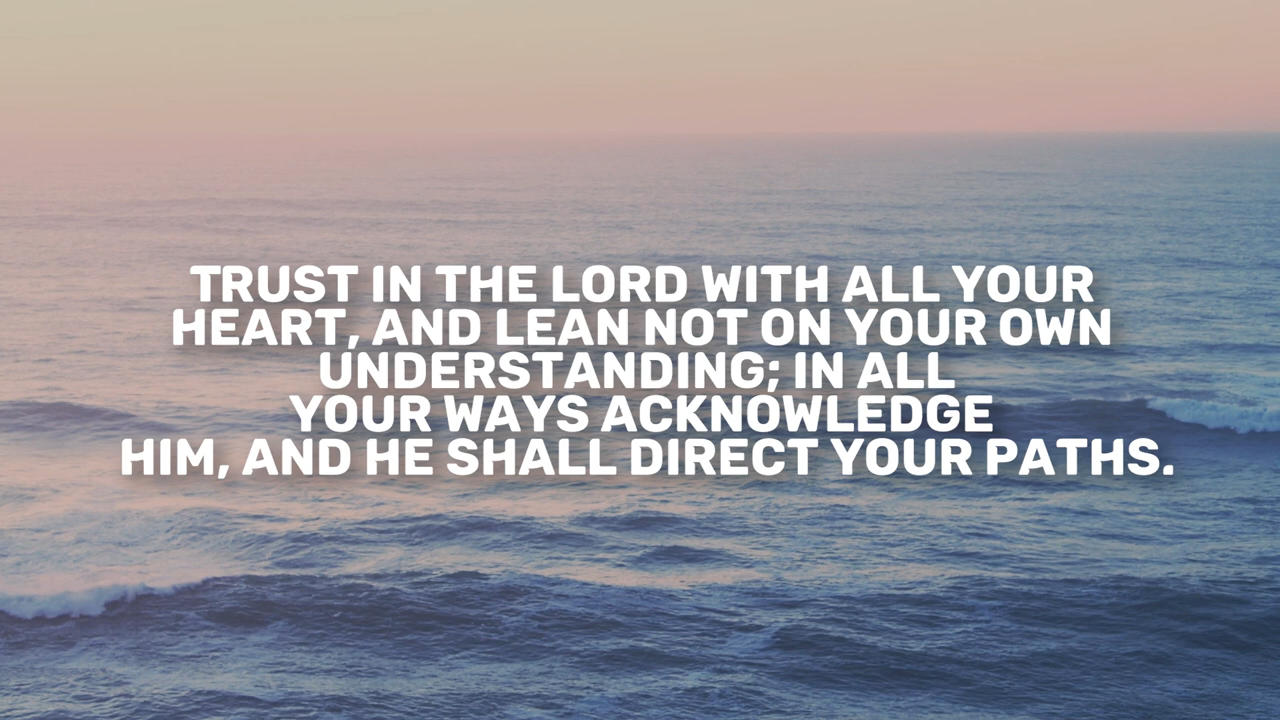 TRUST IN THE LORD WITH ALL YOUR
HEART, AND LEAN NOT ON YOUR OWN
UNDERSTANDING; IN ALL
YOUR WAYS ACKNOWLEDGE
HIM, AND HE SHALL DIRECT YOUR PATHS.